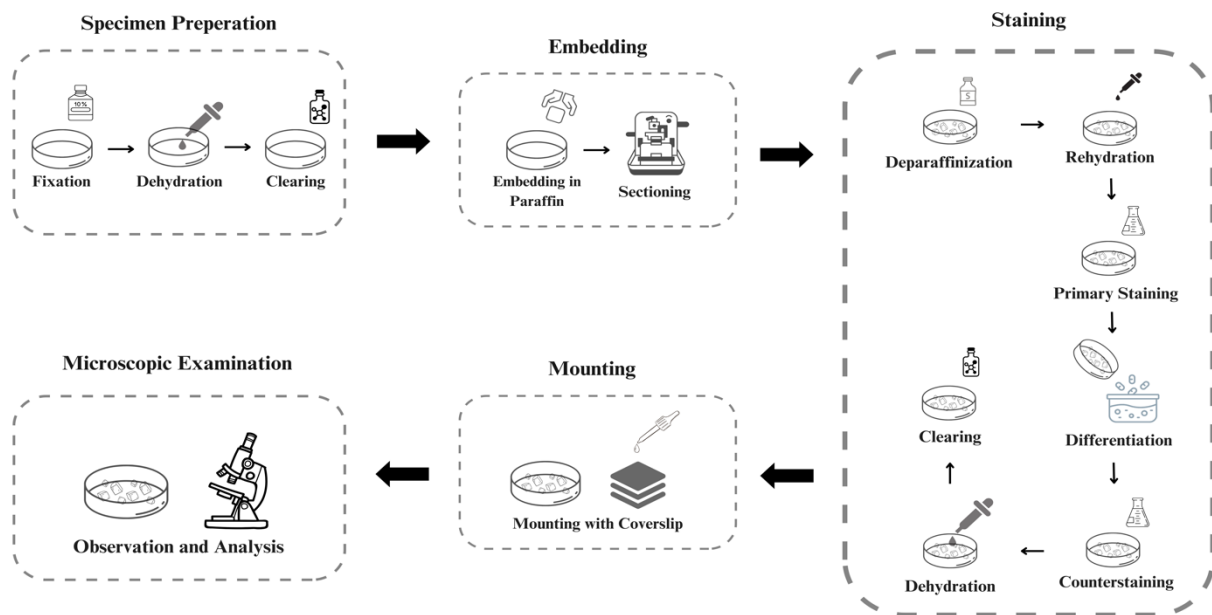 Specimen Preperation
10%
Fixation
Dehydration
Clearing
Embedding
Embedding in
Paraffin
Sectioning
Staining
S
Deparaffinization
Rehydration
Primary Staining
Differentiation
Counterstaining
Dehydration
Clearing
Mounting
Mounting with Coverslip
Microscopic Examination
Observation and Analysis